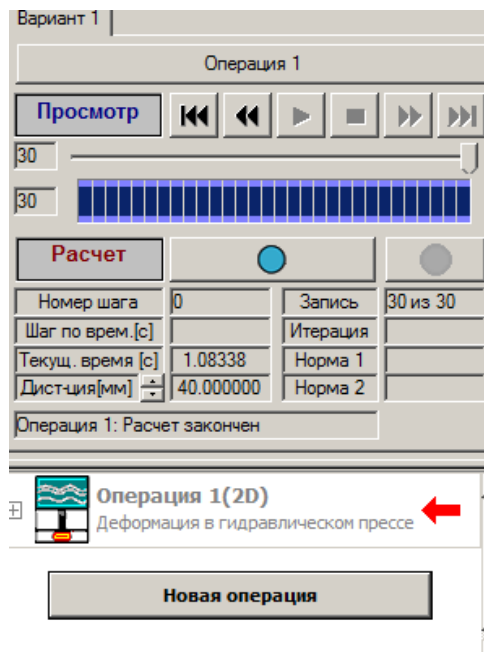 Вариант 1
Операция 1
Просмотр
30
30
Расчет
Номер шага 0 Запись 30 из 30
Шаг по врем.[с] Итерация
Текущ. время [с] 1.08338 Норма 1
Дист-ция[мм] 40.000000 Норма 2
Операция 1: Расчет закончен
Операция 1(2D)
Деформация в гидравлическом прессе
Новая операция